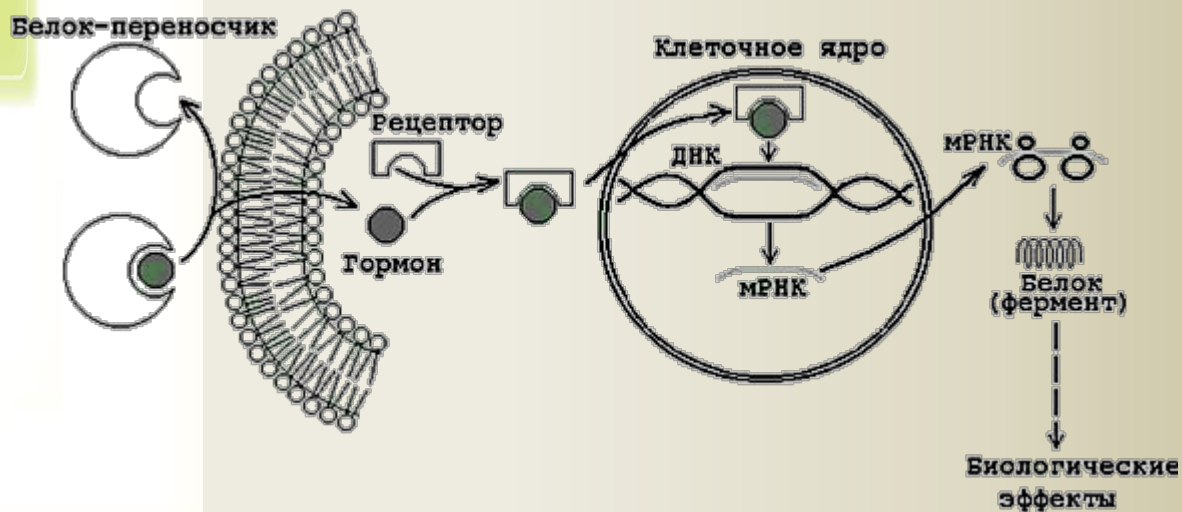 Белок-переносчик
Клеточное ядро
Рецептор
Гормон
ДНК
мРНК
мРНК
Белок
(фермент)
Биологические
эффекты